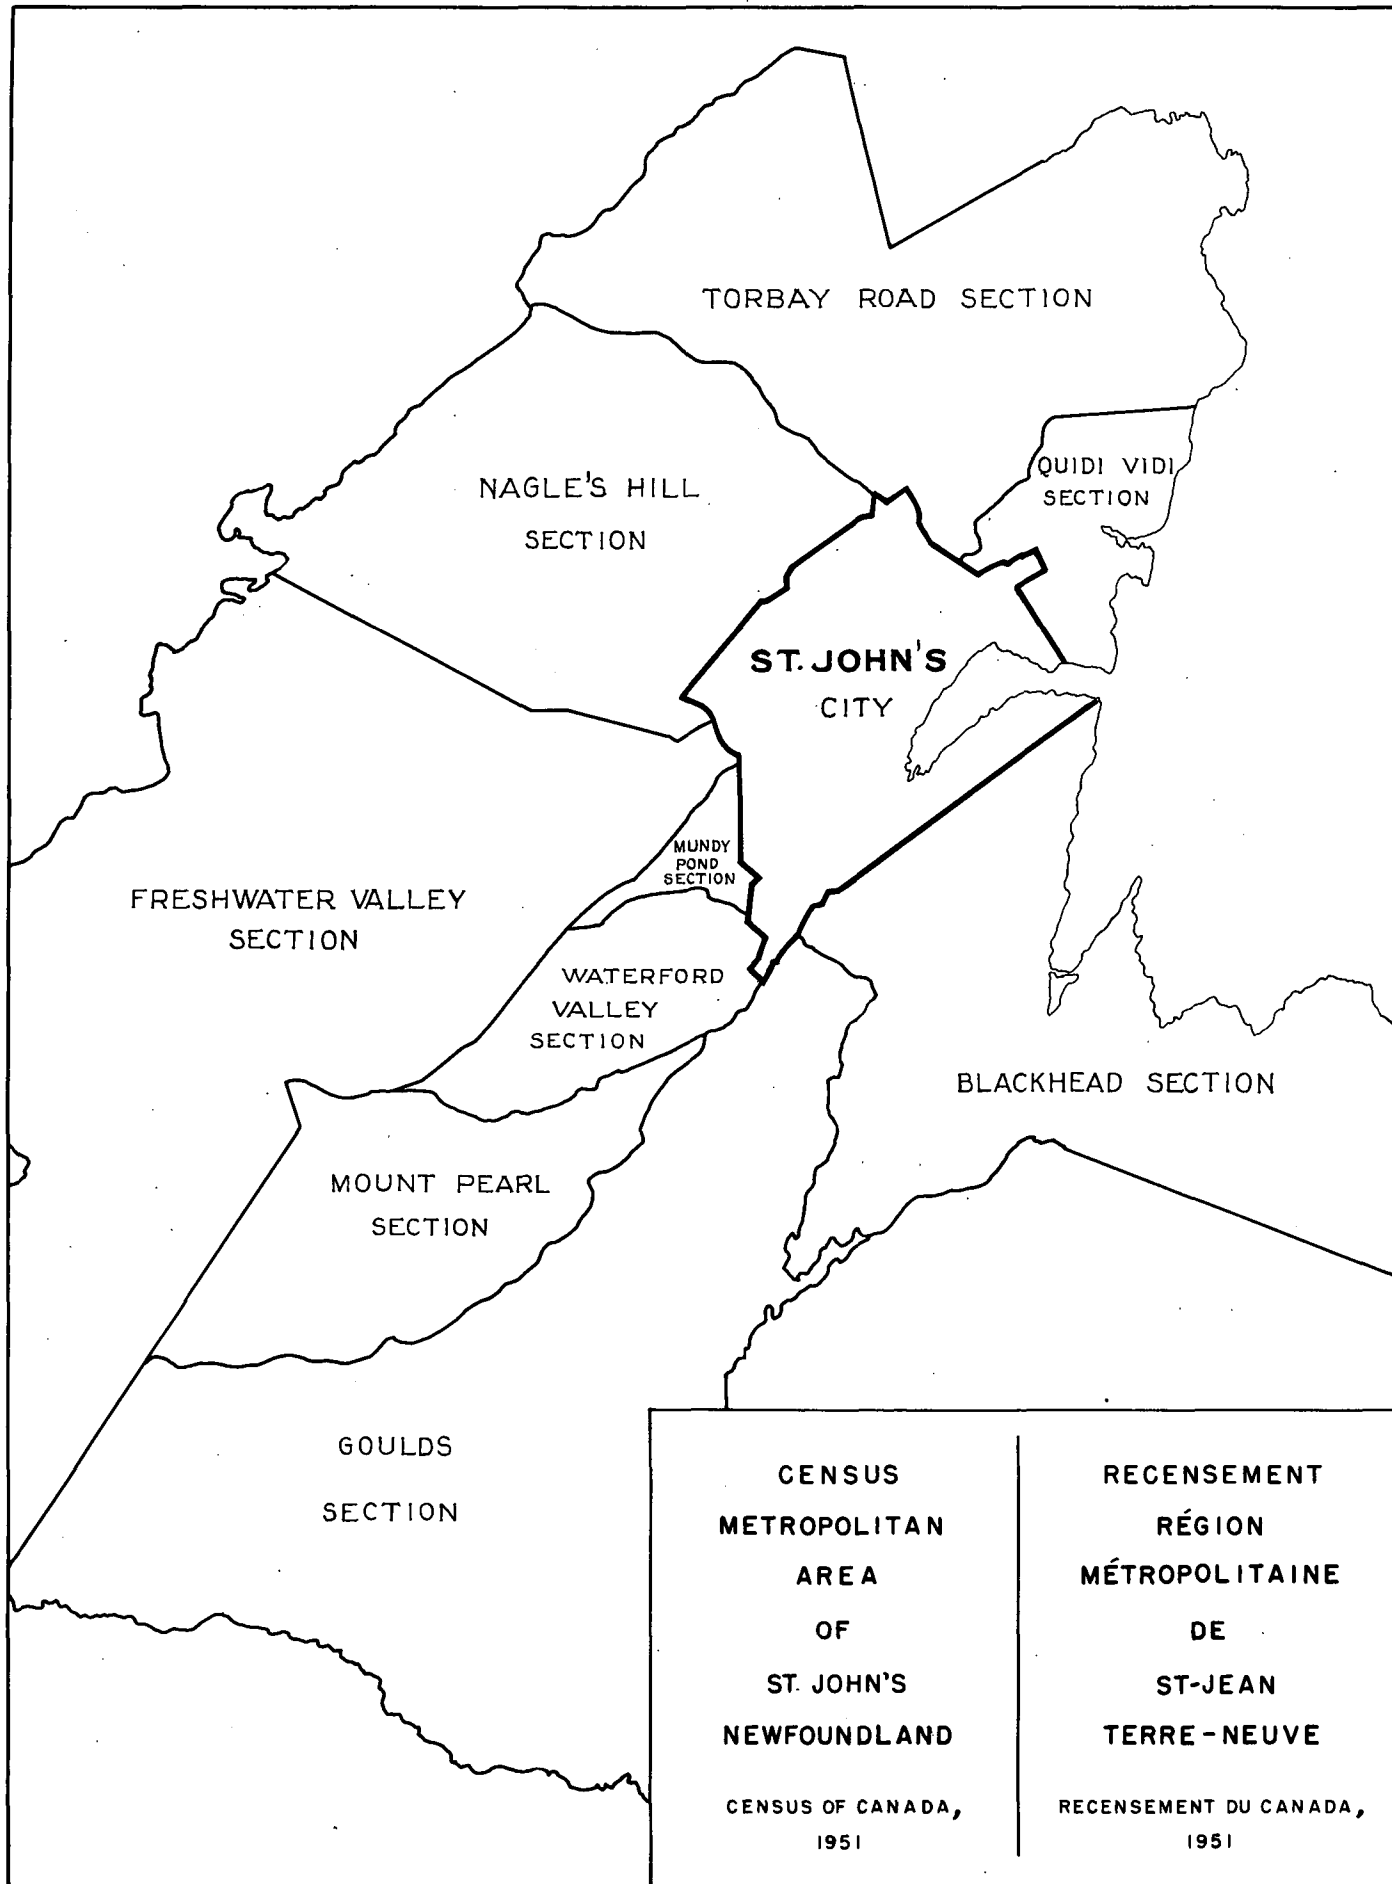 TORBAY ROAD SECTION
QUIDI VIDI
SECTION
NAGLE'S HILL
SECTION
ST. JOHN'S
CITY
MUNDY
POND
SECTION
FRESHWATER VALLEY
SECTION
WATERFORD
VALLEY
SECTION
BLACKHEAD SECTION
MOUNT PEARL
SECTION
GOULDS
SECTION
CENSUS
METROPOLITAN
AREA
OF
ST. JOHN'S
NEWFOUNDLAND
CENSUS OF CANADA,
1951
RECENSEMENT
RÉGION
MÉTROPOLITAINE
DE
ST-JEAN
TERRE-NEUVE
RECENSEMENT DU CANADA,
1951